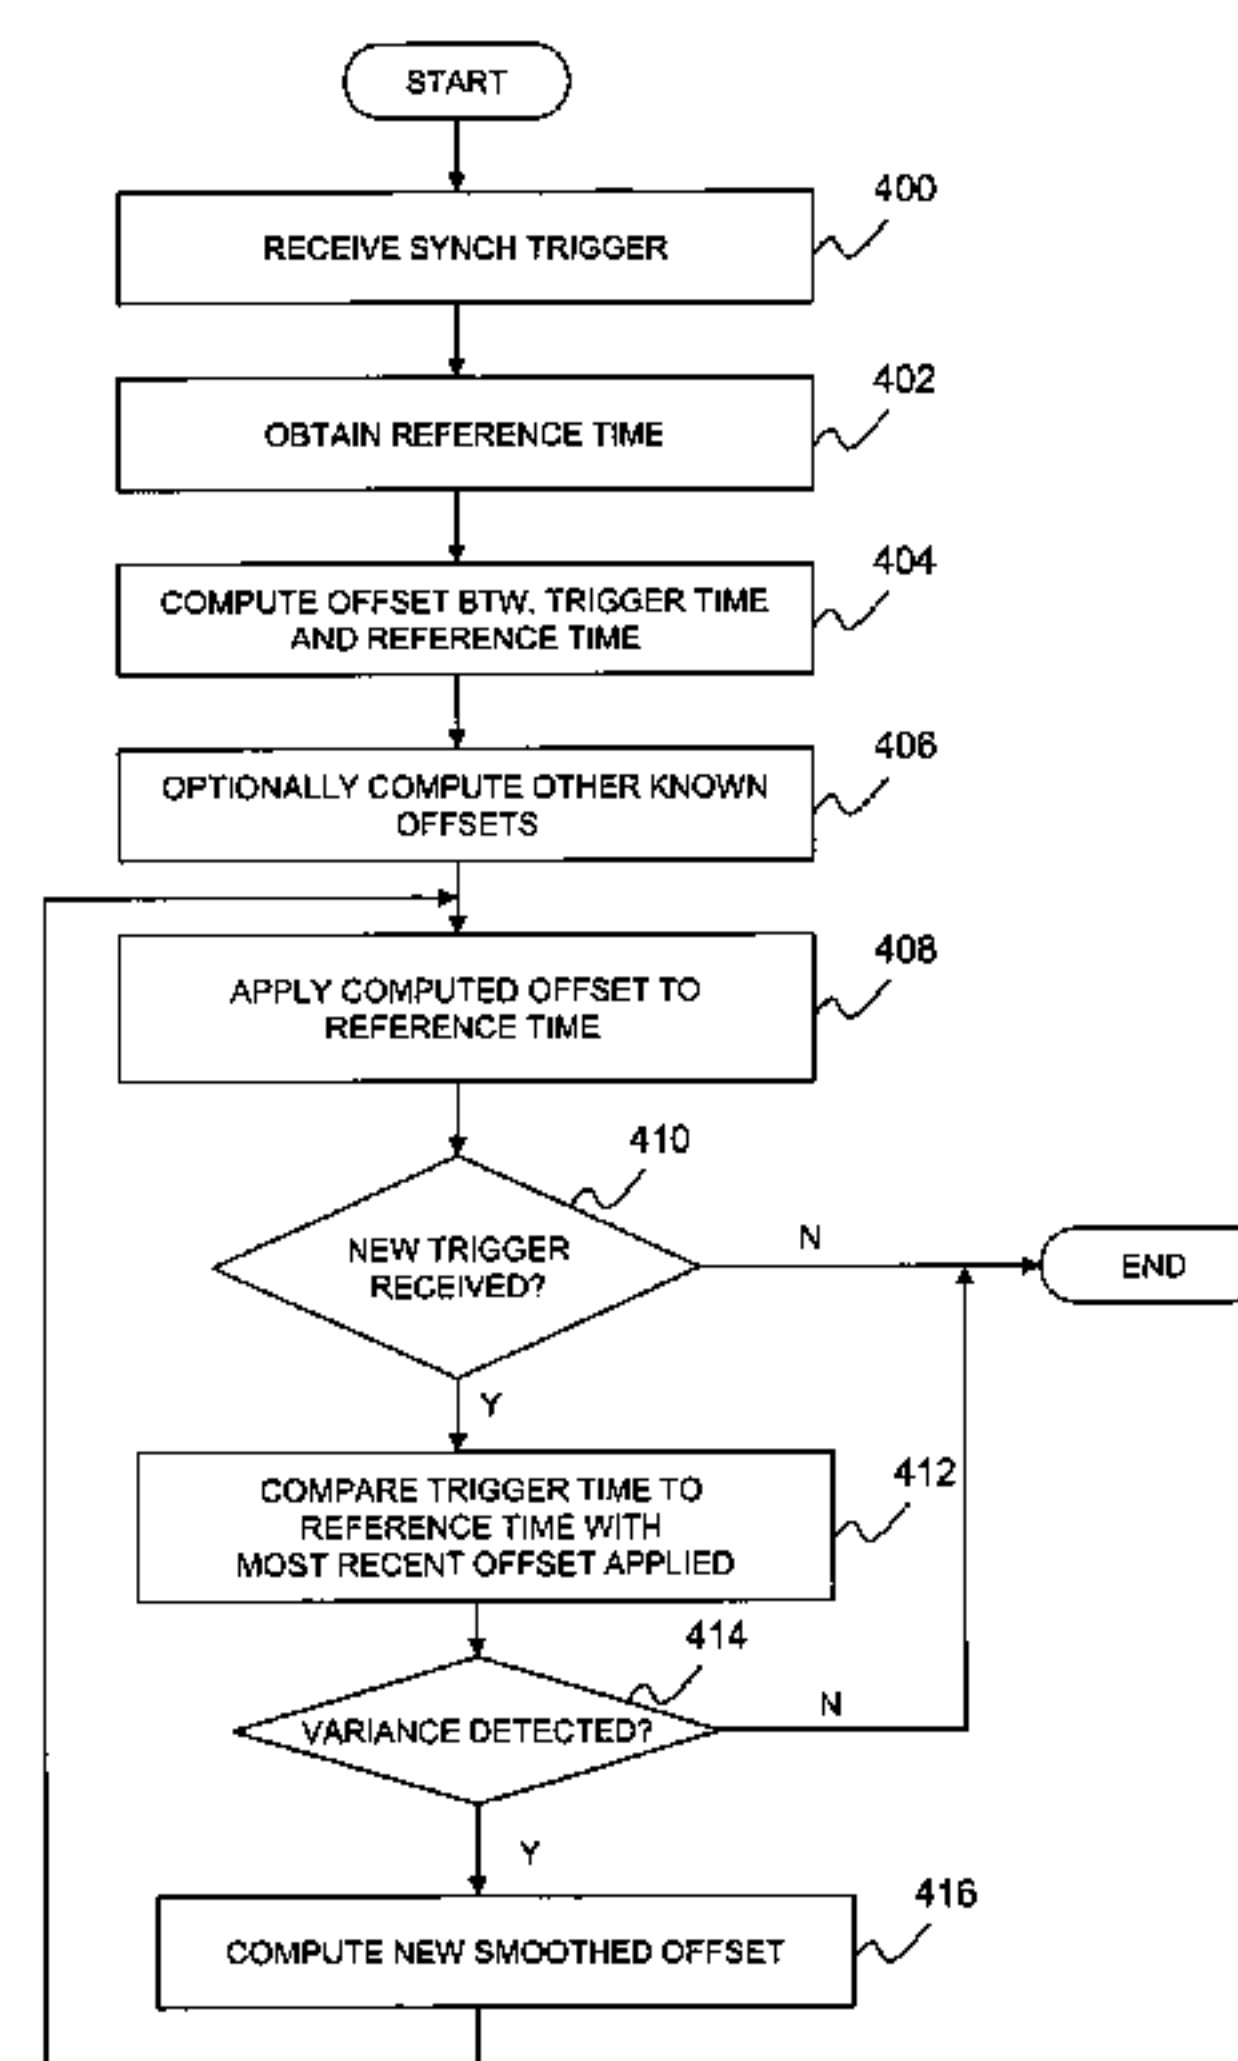 START
400
RECEIVE SYNCH TRIGGER
402
OBTAIN REFERENCE TIME
404
COMPUTE OFFSET BTW. TRIGGER TIME
AND REFERENCE TIME
406
OPTIONALLY COMPUTE OTHER KNOWN
OFFSETS
408
APPLY COMPUTED OFFSET TO
REFERENCE TIME
410
NEW TRIGGER
RECEIVED?
N
END
Y
412
COMPARE TRIGGER TIME TO
REFERENCE TIME WITH
MOST RECENT OFFSET APPLIED
414
VARIANCE DETECTED?
N
Y
416
COMPUTE NEW SMOOTHED OFFSET